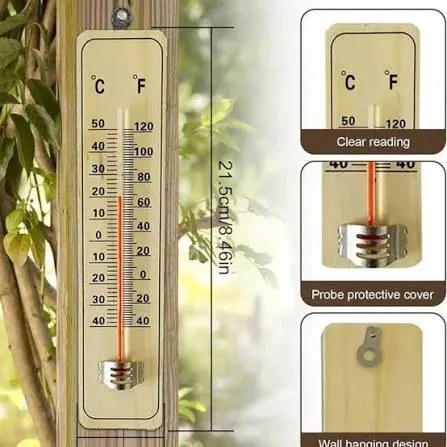 °C °F
50 120
40 100
30 80
20 60
10 40
0 20
10 0
20 20
30 40
40
21.5cm/8.46in
°C °F
50 120
Clear reading
40 40
Probe protective cover
Wall hanging design